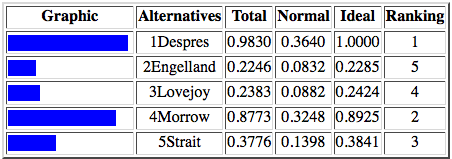 Graphic Alternatives Total Normal Ideal Ranking
1Despres 0.9830 0.3640 1.0000 1
2Engelland 0.2246 0.0832 0.2285 5
3Lovejoy 0.2383 0.0882 0.2424 4
4Morrow 0.8773 0.3248 0.8925 2
5Strait 0.3776 0.1398 0.3841 3